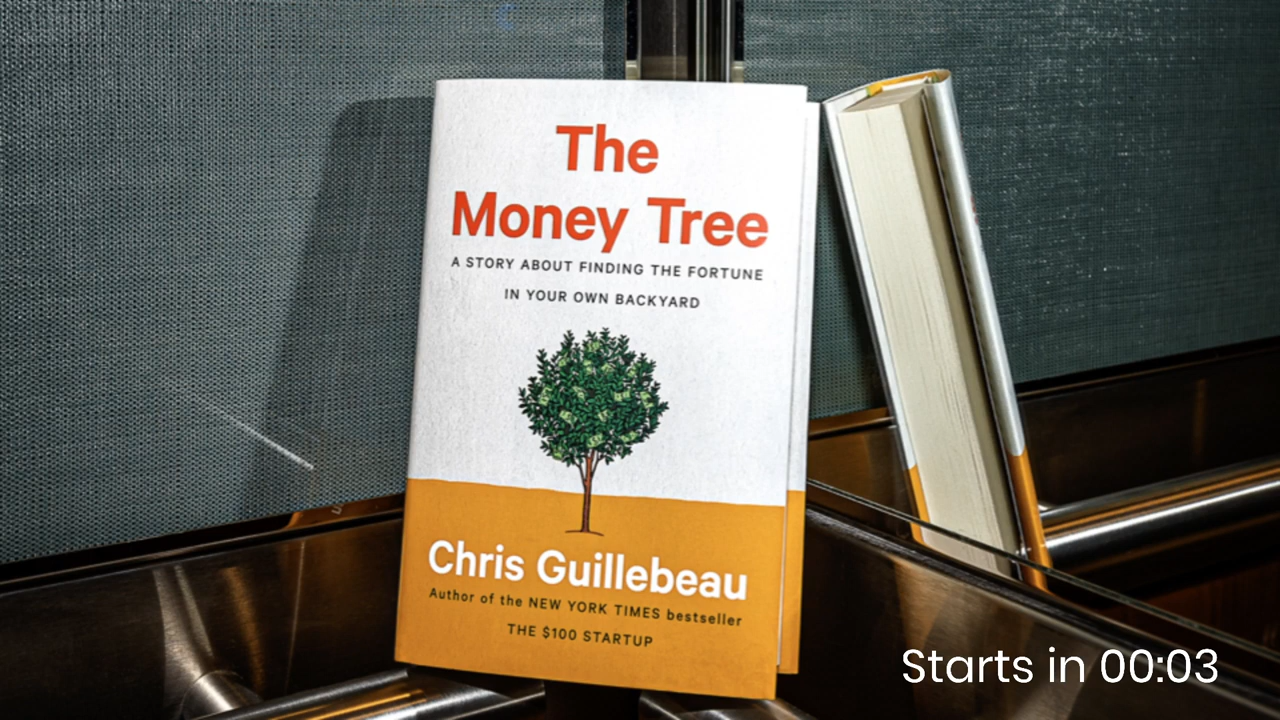 The
Money Tree
A STORY ABOUT FINDING THE FORTUNE
IN YOUR OWN BACKYARD
Chris Guillebeau
Author of the NEW YORK TIMES bestseller
THE $100 STARTUP
Starts in 00:03